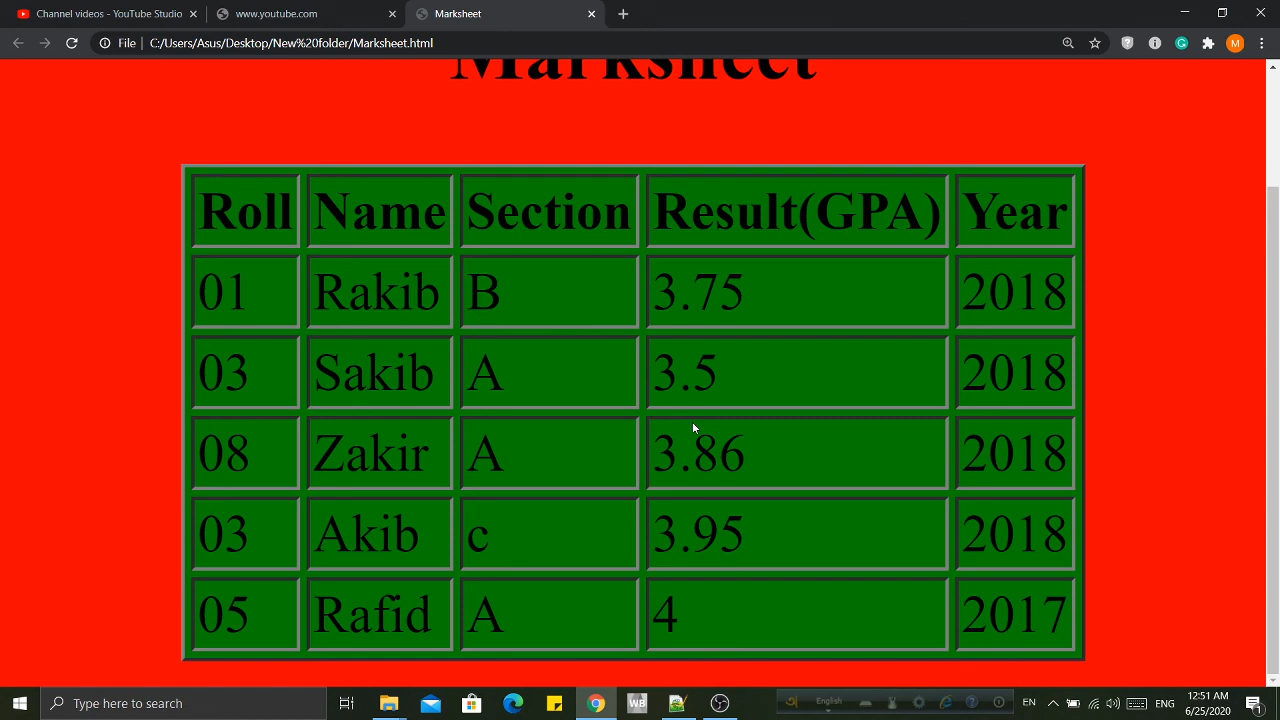 Channel videos - YouTube Studio
www.youtube.com
Marksheet
File
C:/Users/Asus/Desktop/New%20folder/Marksheet.html
M
Marksheet
Roll Name Section Result(GPA) Year
01 Rakib B 3.75 2018
03 Sakib A 3.5 2018
08 Zakir A 3.86 2018
03 Akib c 3.95 2018
05 Rafid A 4 2017
Type here to search
WB
English
EN
ENG
12:51 AM
6/25/2020